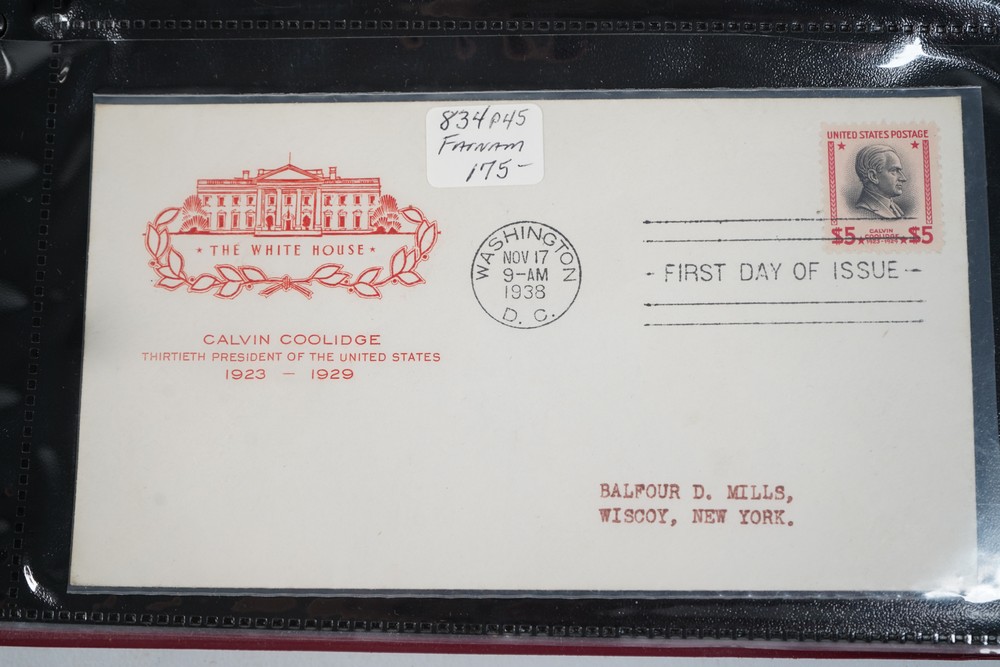 834 P45
FARNAM
175-
UNITED STATES POSTAGE
$5 CALVIN COOLIDGE 1923-1929 $5
* THE WHITE HOUSE *
CALVIN COOLIDGE
THIRTIETH PRESIDENT OF THE UNITED STATES
1923 - 1929
WASHINGTON
NOV 17
9-AM
1938
D. C.
- FIRST DAY OF ISSUE -
BALFOUR D. MILLS,
WISCOY, NEW YORK.